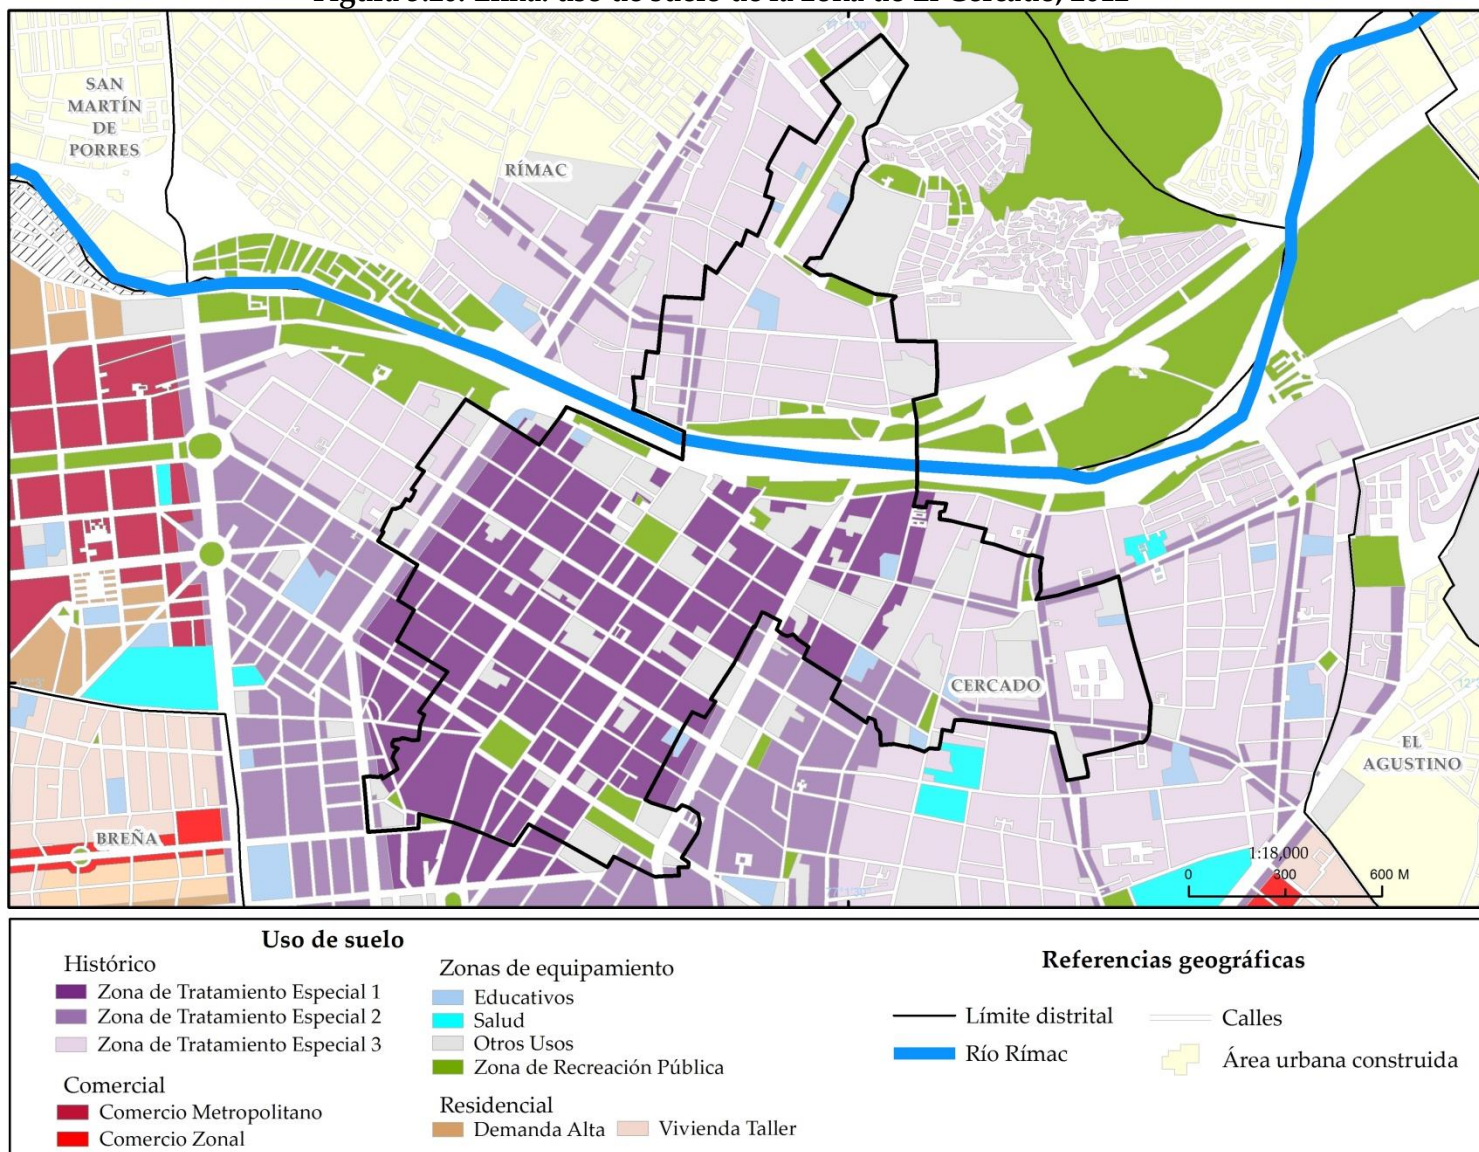 SAN
MARTÍN
DE
PORRES
RÍMAC
CERCADO
EL
AGUSTINO
BREÑA
1:18,000
0 300 600 M
Uso de suelo
Histórico
Zona de Tratamiento Especial 1
Zona de Tratamiento Especial 2
Zona de Tratamiento Especial 3
Comercial
Comercio Metropolitano
Comercio Zonal
Zonas de equipamiento
Educativos
Salud
Otros Usos
Zona de Recreación Pública
Residencial
Demanda Alta Vivienda Taller
Referencias geográficas
Límite distrital Calles
Río Rímac Área urbana construida